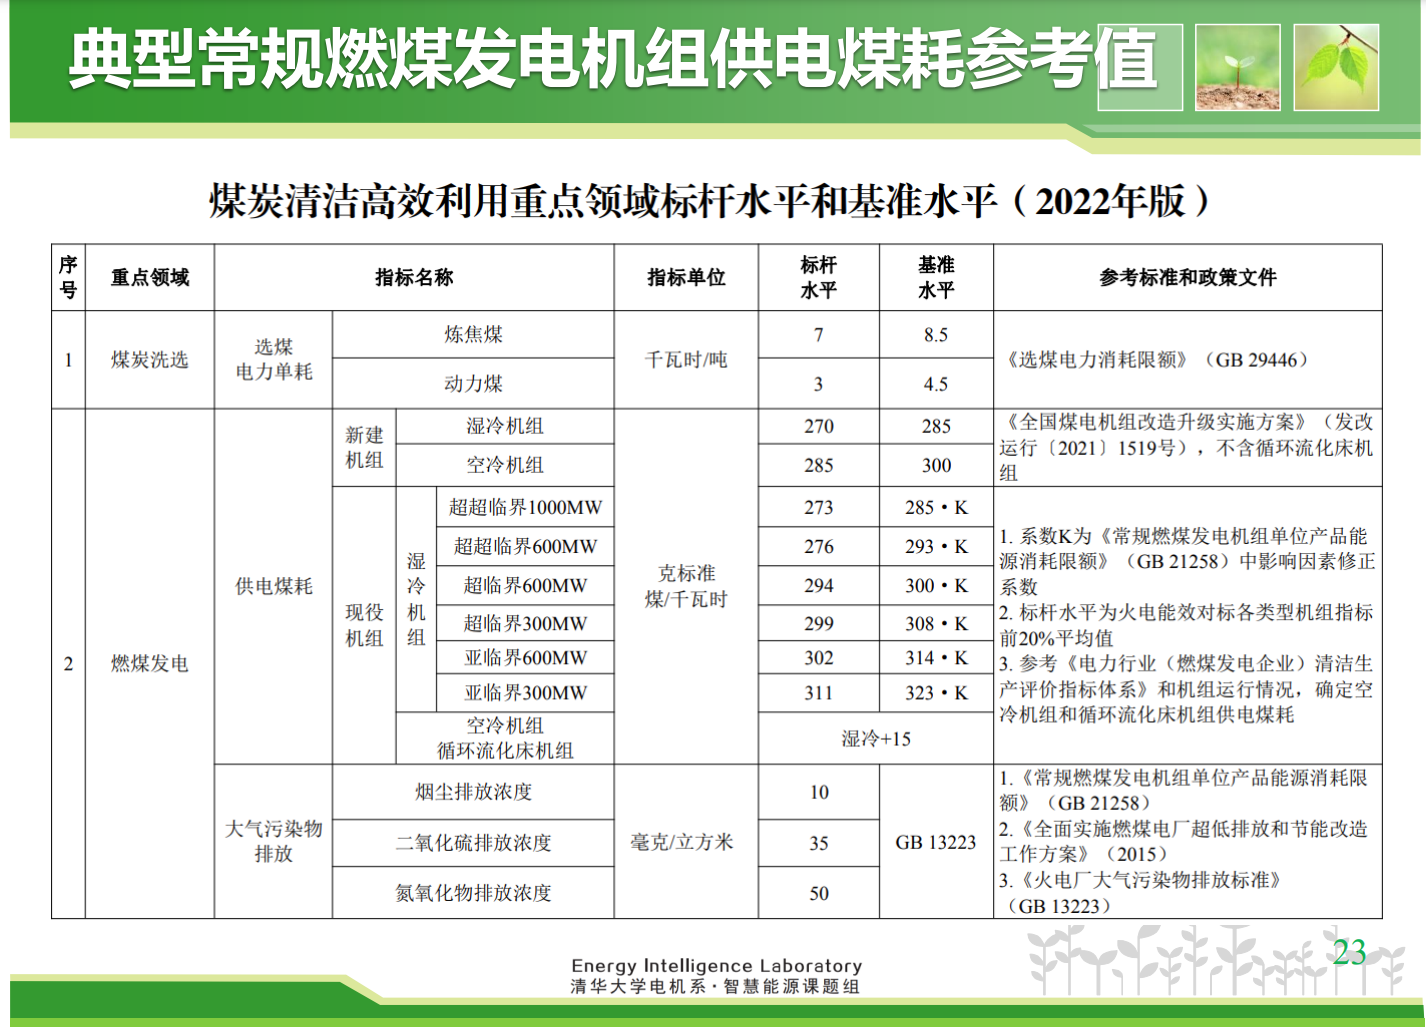 典型常规燃煤发电机组供电煤耗参考值
煤炭清洁高效利用重点领域标杆水平和基准水平（2022年版）
序号 重点领域 指标名称 指标单位 标杆水平 基准水平 参考标准和政策文件
1 煤炭洗选 选煤电力单耗 炼焦煤 千瓦时/吨 7 8.5 《选煤电力消耗限额》（GB 29446）
动力煤 3 4.5
2 燃煤发电 供电煤耗 新建机组 湿冷机组 克标准煤/千瓦时 270 285
空冷机组 285 300
《全国煤电机组改造升级实施方案》（发改
运行〔2021〕1519号），不含循环流化床机
组
现役机组 湿冷机组 超超临界1000MW 273 285·K
超超临界600MW 276 293·K
超临界600MW 294 300·K
超临界300MW 299 308·K
亚临界600MW 302 314·K
亚临界300MW 311 323·K
空冷机组
循环流化床机组 湿冷+15
1. 系数K为《常规燃煤发电机组单位产品能
源消耗限额》（GB 21258）中影响因素修正
系数
2. 标杆水平为火电能效对标各类型机组指标
前20%平均值
3. 参考《电力行业（燃煤发电企业）清洁生
产评价指标体系》和机组运行情况，确定空
冷机组和循环流化床机组供电煤耗
大气污染物排放 烟尘排放浓度 毫克/立方米 10 GB 13223
二氧化硫排放浓度 35
氮氧化物排放浓度 50
1.《常规燃煤发电机组单位产品能源消耗限
额》（GB 21258）
2.《全面实施燃煤电厂超低排放和节能改造
工作方案》（2015）
3.《火电厂大气污染物排放标准》
（GB 13223）
23
Energy Intelligence Laboratory
清华大学电机系·智慧能源课题组